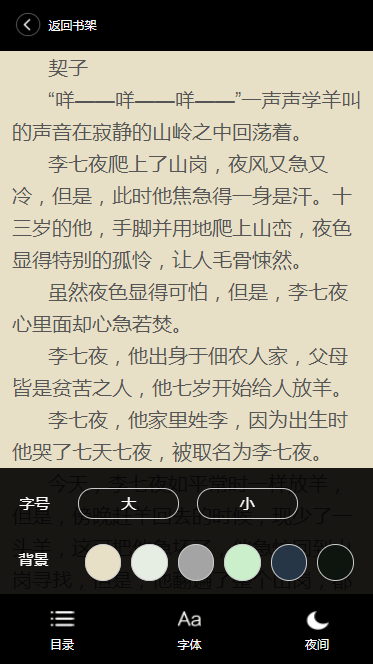 返回书架
契子
“咩——咩——咩——”一声声学羊叫
的声音在寂静的山岭之中回荡着。
李七夜爬上了山岗，夜风又急又
冷，但是，此时他焦急得一身是汗。十
三岁的他，手脚并用地爬上山峦，夜色
显得特别的孤怜，让人毛骨悚然。
虽然夜色显得可怕，但是，李七夜
心里面却心急若焚。
李七夜，他出身于佃农人家，父母
皆是贫苦之人，他七岁开始给人放羊。
李七夜，他家里姓李，因为出生时
他哭了七天七夜，被取名为李七夜。
今天，李七夜如平常时一样放羊，
字号 大 小
但是，傍晚赶羊回去的时候，现少了一
背景
目录 字体 夜间
Aa